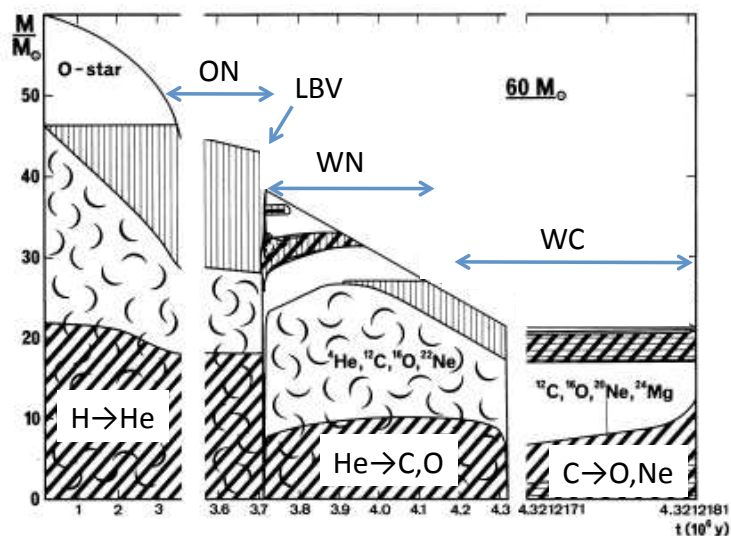 M
M☉
O-star
ON
LBV
60 M☉
50
40
WN
30
WC
20
⁴He,¹²C,¹⁶O,²²Ne
¹²C,¹⁶O,²⁰Ne,²⁴Mg
10
H→He
He→C,O
C→O,Ne
0
1 2 3 3.6 3.7 3.8 3.9 4.0 4.1 4.2 4.3 4.3212171 4.3212181
t(10⁶ y)